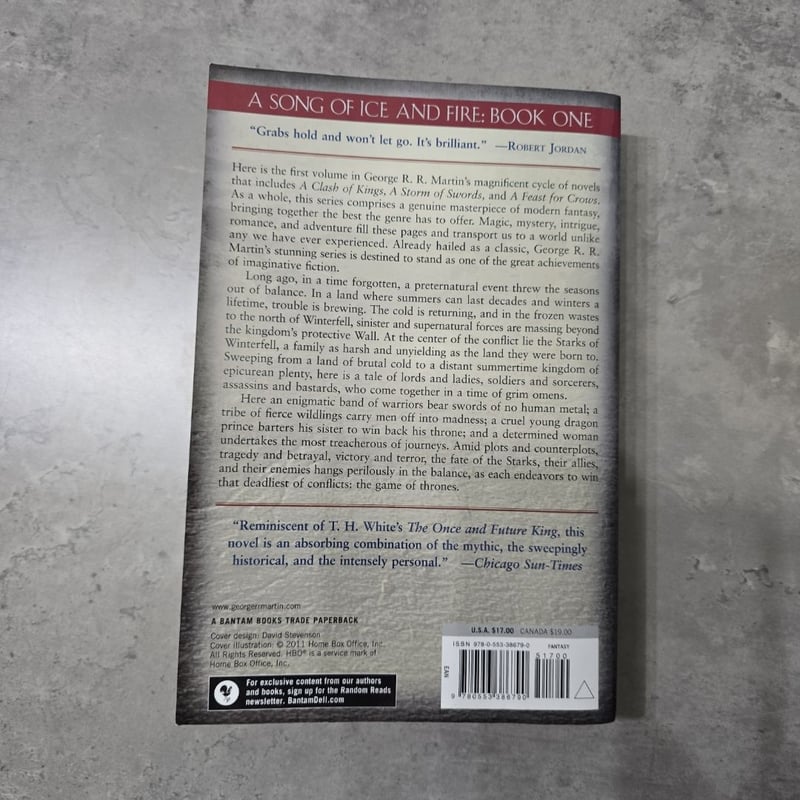 A SONG OF ICE AND FIRE: BOOK ONE
“Grabs hold and won’t let go. It’s brilliant.” —ROBERT JORDAN
Here is the first volume in George R. R. Martin’s magnificent cycle of novels
that includes A Clash of Kings, A Storm of Swords, and A Feast for Crows.
As a whole, this series comprises a genuine masterpiece of modern fantasy,
bringing together the best the genre has to offer. Magic, mystery, intrigue,
romance, and adventure fill these pages and transport us to a world unlike
any we have ever experienced. Already hailed as a classic, George R. R.
Martin’s stunning series is destined to stand as one of the great achievements
of imaginative fiction.
Long ago, in a time forgotten, a preternatural event threw the seasons
out of balance. In a land where summers can last decades and winters a
lifetime, trouble is brewing. The cold is returning, and in the frozen wastes
to the north of Winterfell, sinister and supernatural forces are massing beyond
the kingdom’s protective Wall. At the center of the conflict lie the Starks of
Winterfell, a family as harsh and unyielding as the land they were born to.
Sweeping from a land of brutal cold to a distant summertime kingdom of
epicurean plenty, here is a tale of lords and ladies, soldiers and sorcerers,
assassins and bastards, who come together in a time of grim omens.
Here an enigmatic band of warriors bear swords of no human metal; a
tribe of fierce wildlings carry men off into madness; a cruel young dragon
prince barters his sister to win back his throne; and a determined woman
undertakes the most treacherous of journeys. Amid plots and counterplots,
tragedy and betrayal, victory and terror, the fate of the Starks, their allies,
and their enemies hangs perilously in the balance, as each endeavors to win
that deadliest of conflicts: the game of thrones.
“Reminiscent of T. H. White’s The Once and Future King, this
novel is an absorbing combination of the mythic, the sweepingly
historical, and the intensely personal.” —Chicago Sun-Times
www.georgerrmartin.com
A BANTAM BOOKS TRADE PAPERBACK
Cover design: David Stevenson
Cover illustration: © 2011 Home Box Office, Inc.
All Rights Reserved. HBO® is a service mark of
Home Box Office, Inc.
For exclusive content from our authors
and books, sign up for the Random Reads
newsletter. BantamDell.com
U.S.A. $17.00 CANADA $19.00
ISBN 978-0-553-38679-0 FANTASY
51700
EAN
9 780553 386790